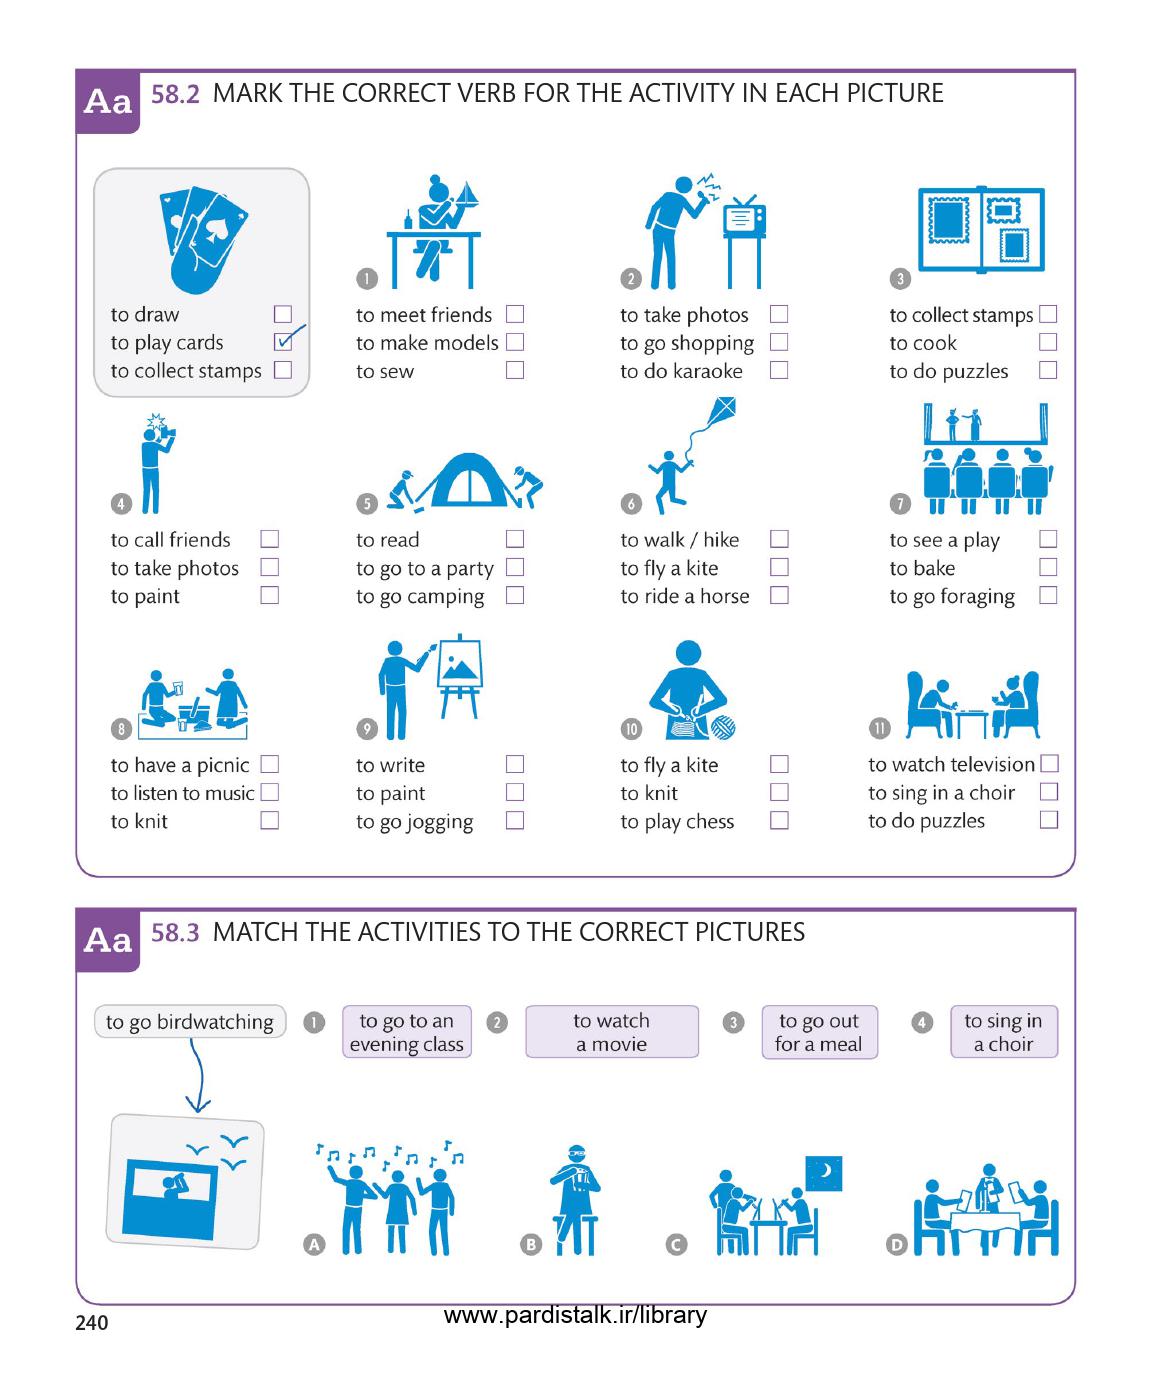 Aa 58.2 MARK THE CORRECT VERB FOR THE ACTIVITY IN EACH PICTURE
to draw
to play cards
to collect stamps
1
to meet friends
to make models
to sew
2
to take photos
to go shopping
to do karaoke
3
to collect stamps
to cook
to do puzzles
4
to call friends
to take photos
to paint
5
to read
to go to a party
to go camping
6
to walk / hike
to fly a kite
to ride a horse
7
to see a play
to bake
to go foraging
8
to have a picnic
to listen to music
to knit
9
to write
to paint
to go jogging
10
to fly a kite
to knit
to play chess
11
to watch television
to sing in a choir
to do puzzles
Aa 58.3 MATCH THE ACTIVITIES TO THE CORRECT PICTURES
to go birdwatching
1 to go to an
evening class
2 to watch
a movie
3 to go out
for a meal
4 to sing in
a choir
A
B
C
D
240
www.pardistalk.ir/library